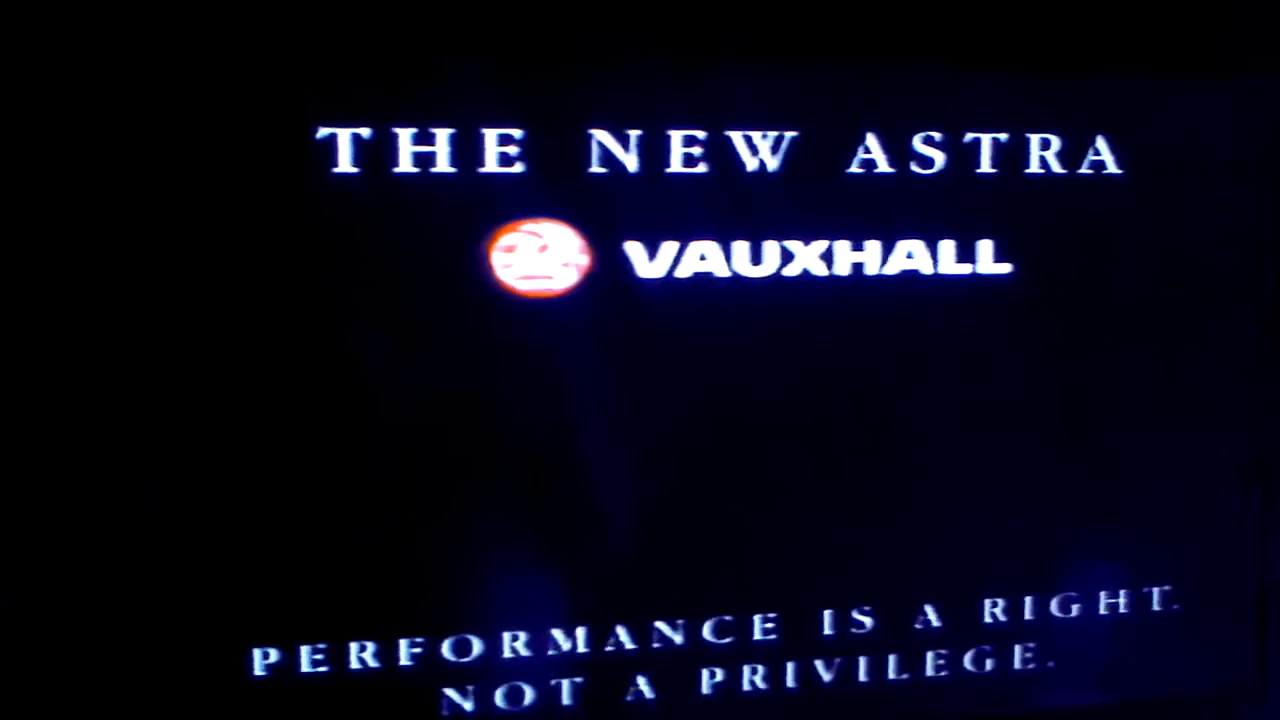 THE NEW ASTRA
VAUXHALL
PERFORMANCE IS A RIGHT.
NOT A PRIVILEGE.